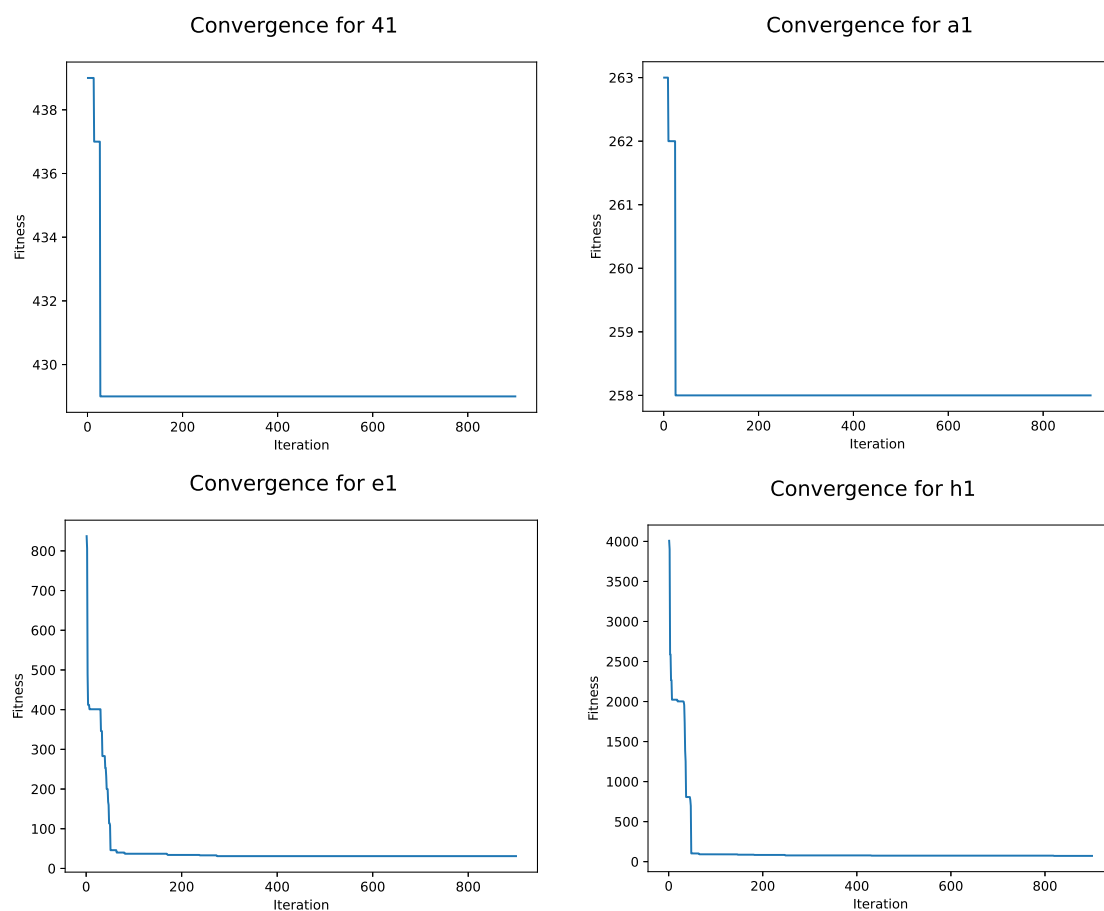 Convergence for 41
438
436
434
432
430
Fitness
0 200 400 600 800
Iteration
Convergence for a1
263
262
261
260
259
258
Fitness
0 200 400 600 800
Iteration
Convergence for e1
800
700
600
500
400
300
200
100
0
Fitness
0 200 400 600 800
Iteration
Convergence for h1
4000
3500
3000
2500
2000
1500
1000
500
0
Fitness
0 200 400 600 800
Iteration